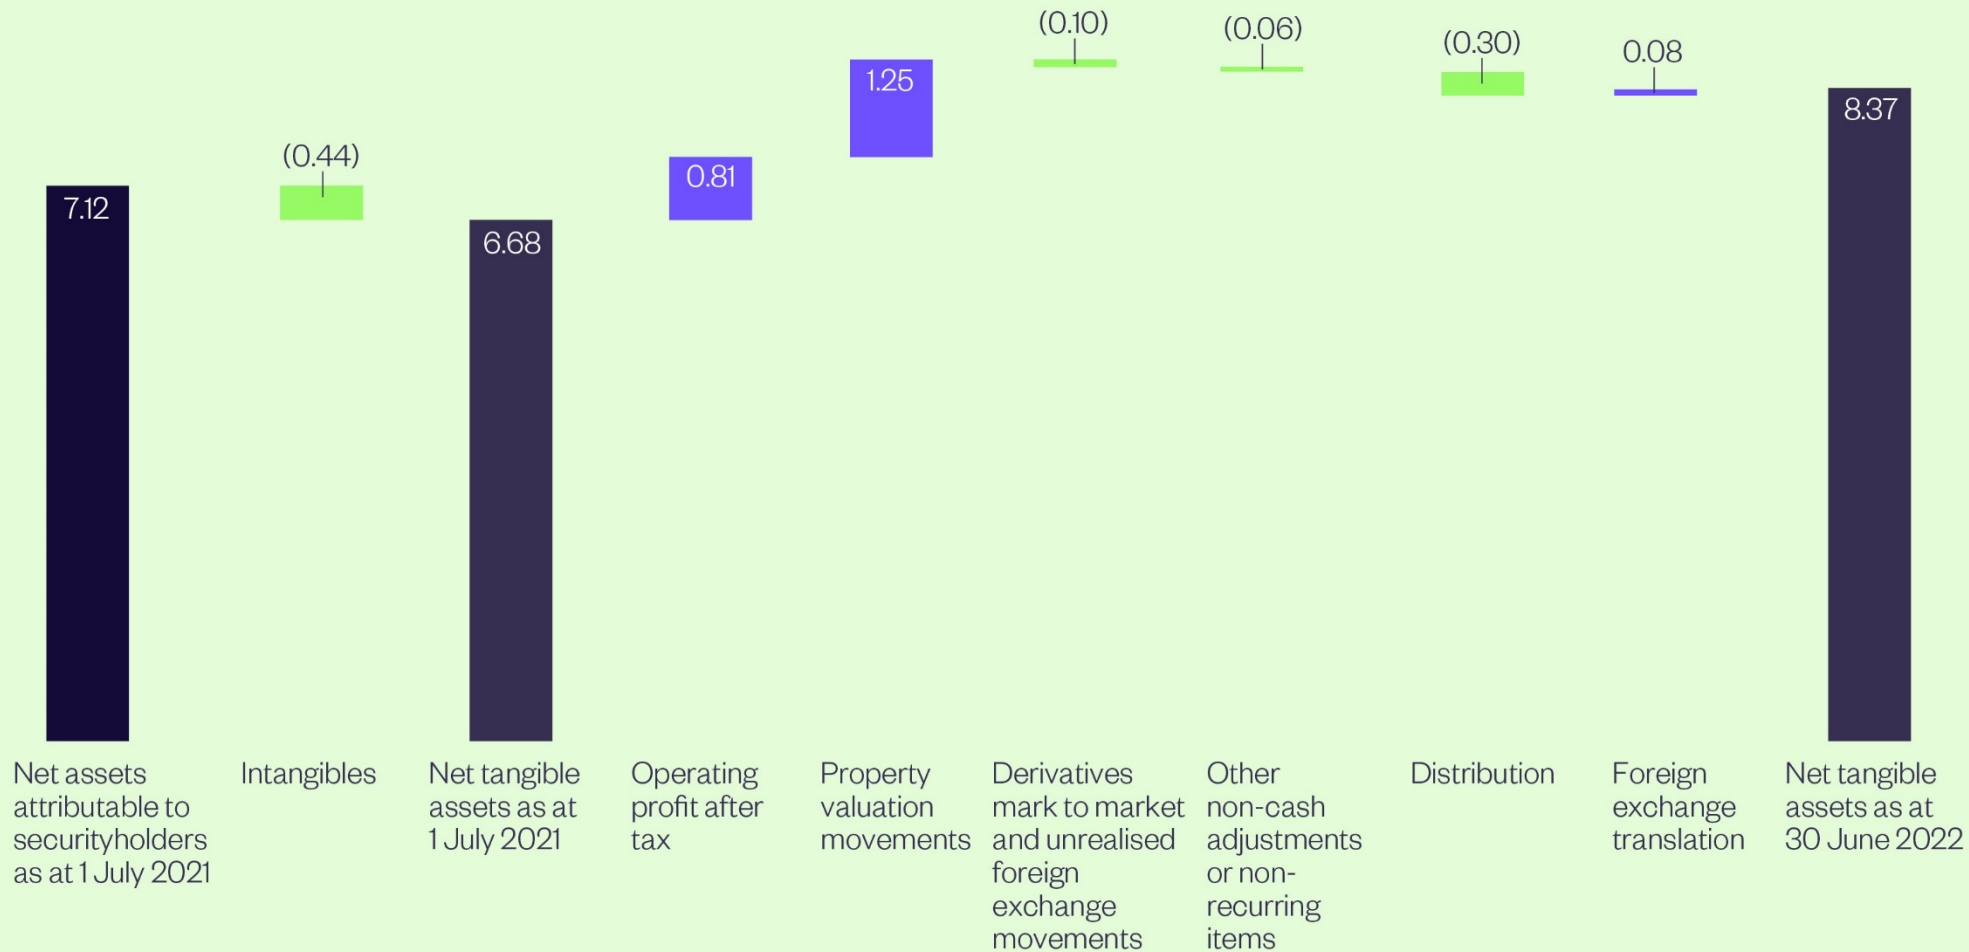 (0.10)
(0.06)
(0.30)
0.08
1.25
8.37
(0.44)
0.81
7.12
6.68
Net assets
attributable to
securityholders
as at 1 July 2021
Intangibles
Net tangible
assets as at
1 July 2021
Operating
profit after
tax
Property
valuation
movements
Derivatives
mark to market
and unrealised
foreign
exchange
movements
Other
non-cash
adjustments
or non-
recurring
items
Distribution
Foreign
exchange
translation
Net tangible
assets as at
30 June 2022